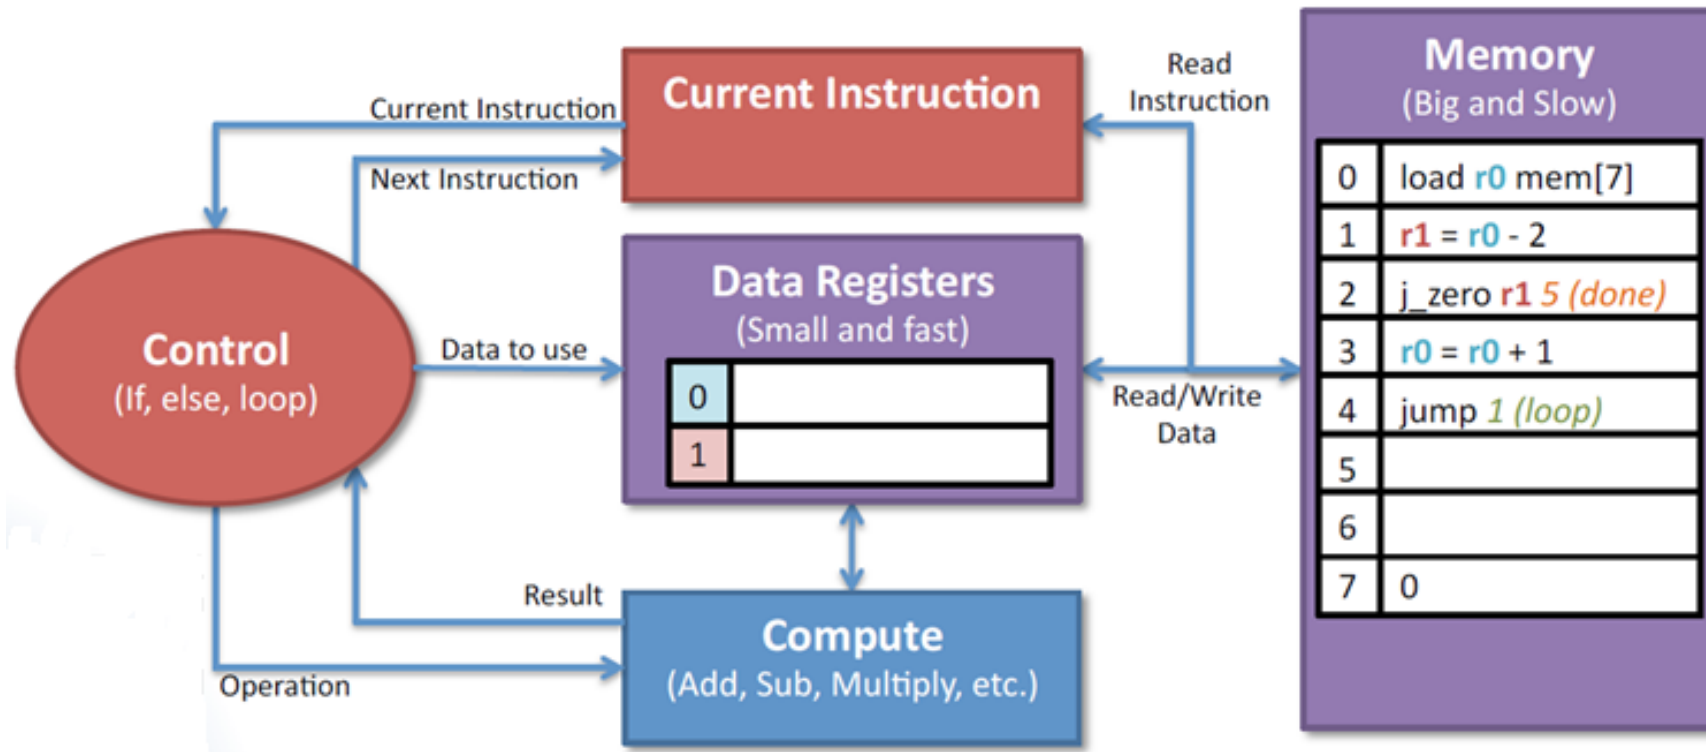 Current Instruction
Current Instruction
Next Instruction
Read
Instruction
Memory
(Big and Slow)
0 load r0 mem[7]
1 r1 = r0 - 2
2 j_zero r1 5 (done)
3 r0 = r0 + 1
4 jump 1 (loop)
5
6
7 0
Control
(If, else, loop)
Data to use
Data Registers
(Small and fast)
0
1
Read/Write
Data
Result
Operation
Compute
(Add, Sub, Multiply, etc.)